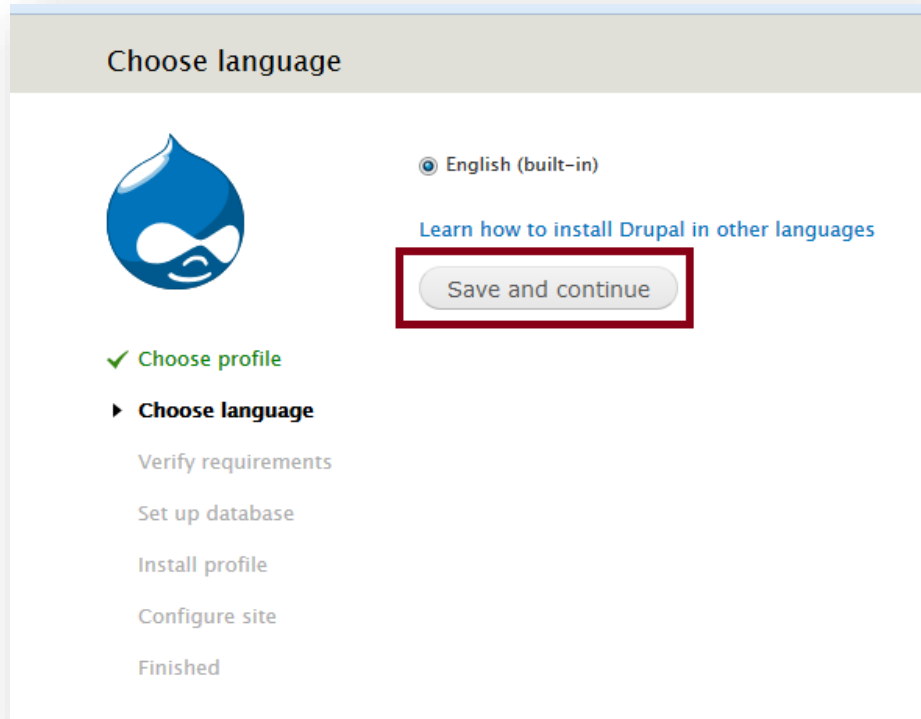 Choose language
English (built-in)
Learn how to install Drupal in other languages
Save and continue
Choose profile
Choose language
Verify requirements
Set up database
Install profile
Configure site
Finished